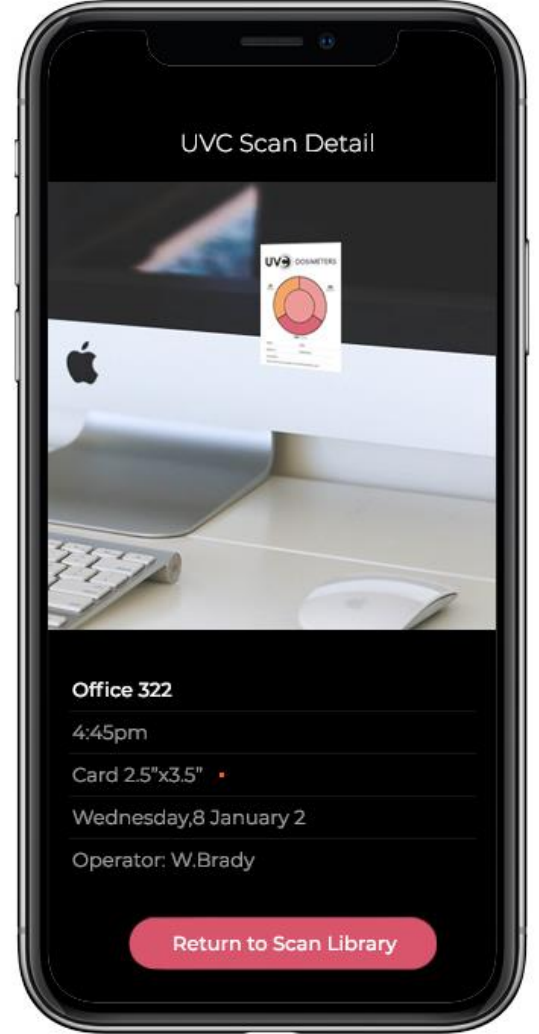 UVC Scan Detail
UVC DOSIMETERS
Office 322
4:45pm
Card 2.5”x3.5”
Wednesday,8 January 2
Operator: W.Brady
Return to Scan Library